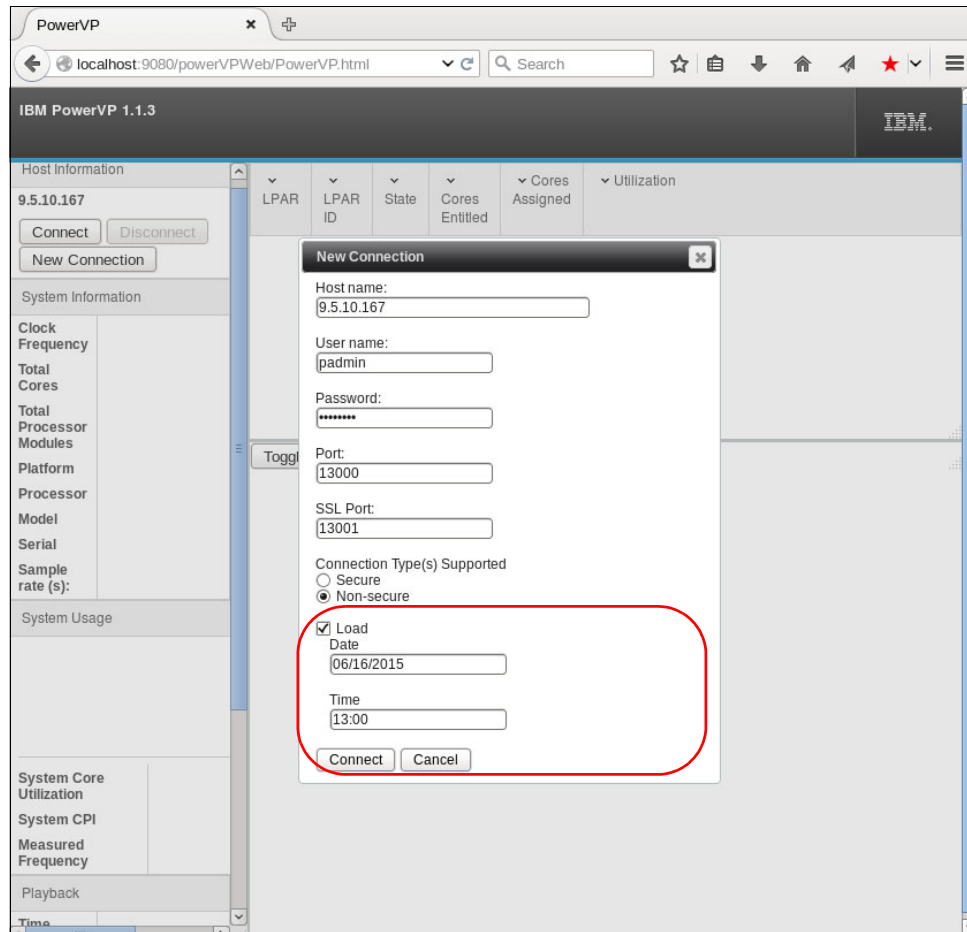 PowerVP
localhost:9080/powerVPWeb/PowerVP.html
Search
IBM PowerVP 1.1.3
IBM.
Host Information
9.5.10.167
Connect Disconnect
New Connection
System Information
Clock
Frequency
Total
Cores
Total
Processor
Modules
Platform
Processor
Model
Serial
Sample
rate (s):
System Usage
System Core
Utilization
System CPI
Measured
Frequency
Playback
Time
LPAR
LPAR
ID
State
Cores
Entitled
Cores
Assigned
Utilization
Toggl
New Connection
Host name:
9.5.10.167
User name:
padmin
Password:
••••••••
Port:
13000
SSL Port:
13001
Connection Type(s) Supported
Secure
Non-secure
Load
Date
06/16/2015
Time
13:00
Connect Cancel